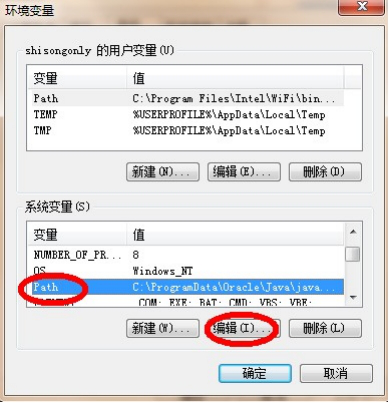 环境变量
shisongonly 的用户变量(U)
变量 值
Path C:\Program Files\Intel\WiFi\bin...
TEMP %USERPROFILE%\AppData\Local\Temp
TMP %USERPROFILE%\AppData\Local\Temp
新建(N)... 编辑(E)... 删除(D)
系统变量(S)
变量 值
NUMBER_OF_PR... 8
OS Windows_NT
Path C:\ProgramData\Oracle\Java\java...
.COM;.EXE;.BAT;.CMD;.VBS;.VBE;
新建(W)... 编辑(I)... 删除(L)
确定 取消